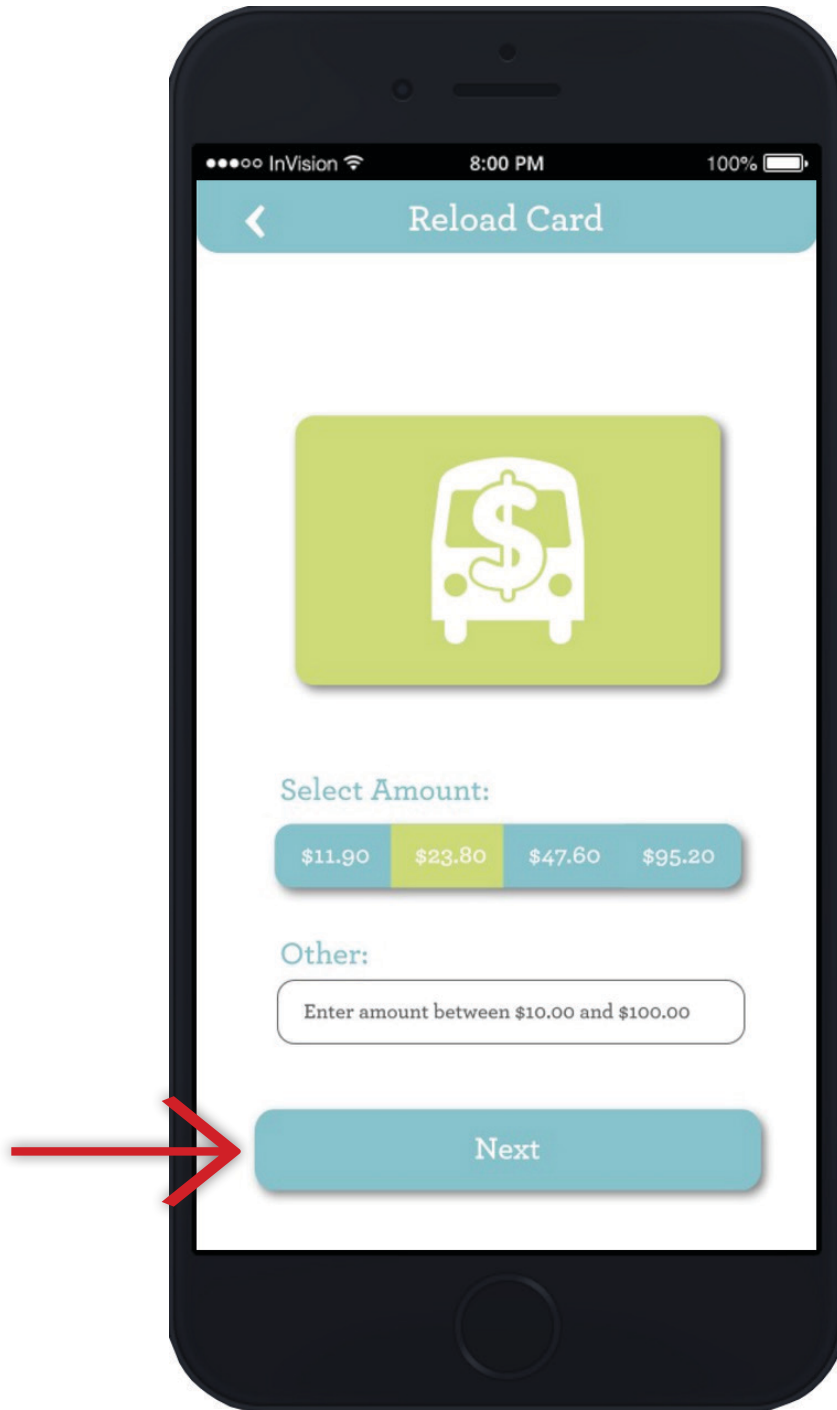 InVision 8:00 PM 100%
Reload Card
$
Select Amount:
$11.90 $23.80 $47.60 $95.20
Other:
Enter amount between $10.00 and $100.00
Next